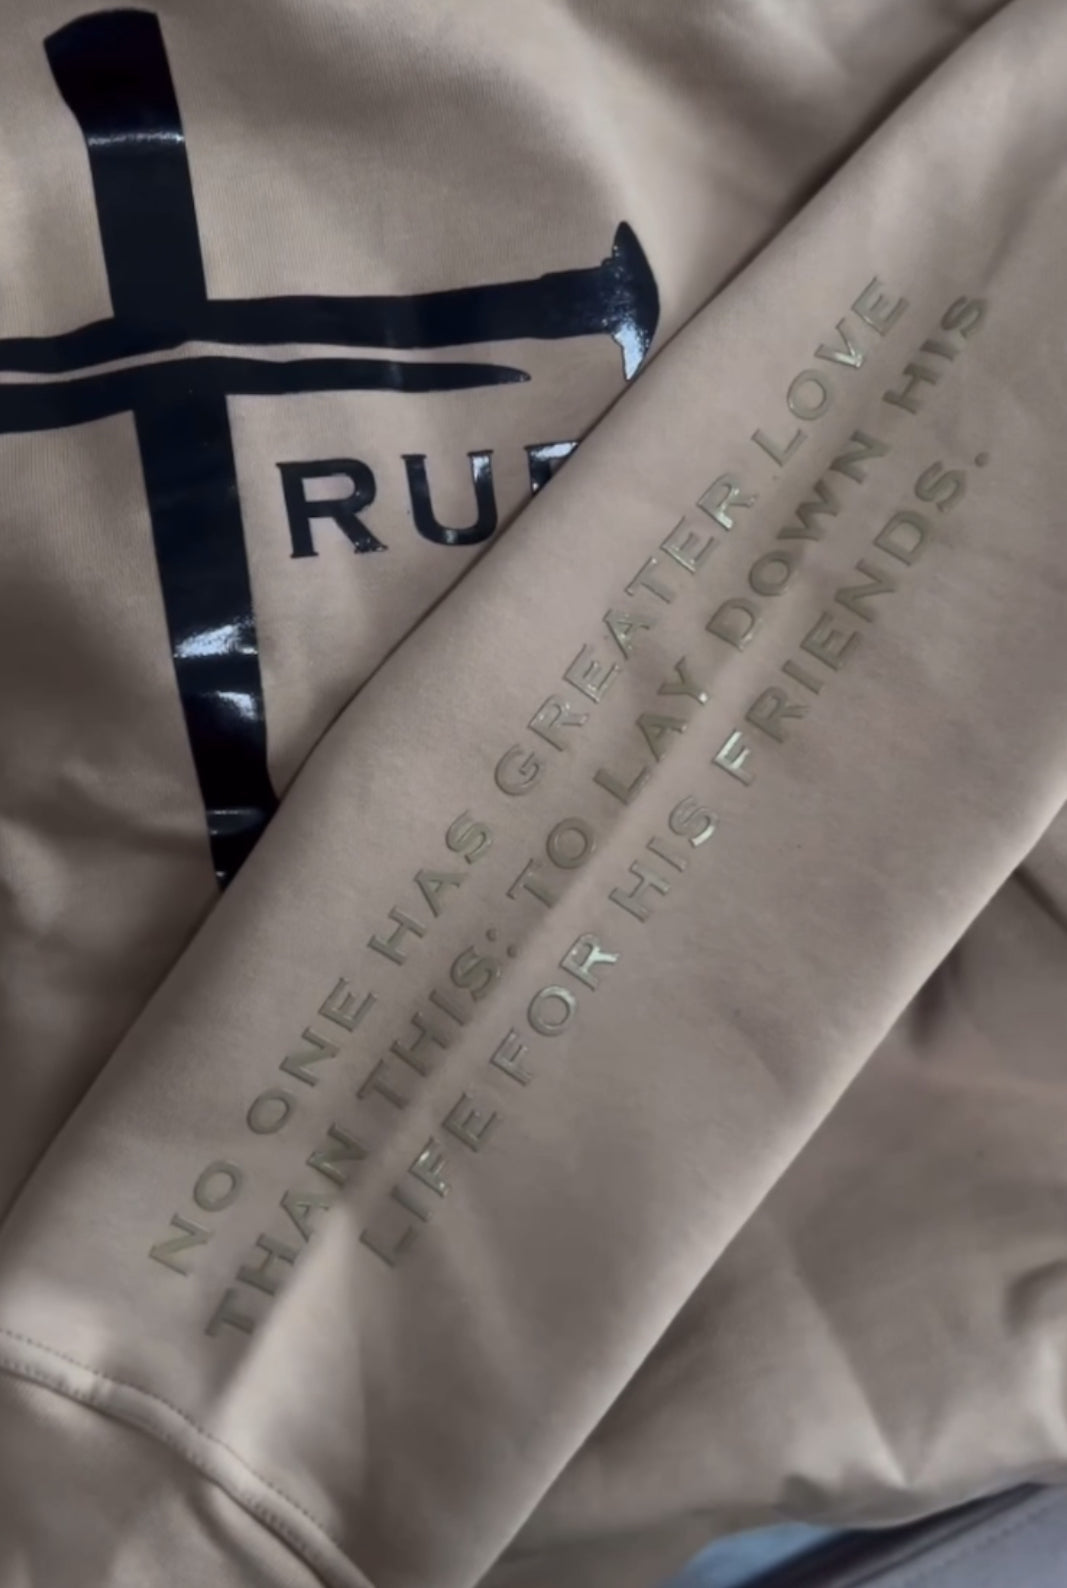 RU
NO ONE HAS GREATER LOVE
THAN THIS: TO LAY DOWN HIS
LIFE FOR HIS FRIENDS.